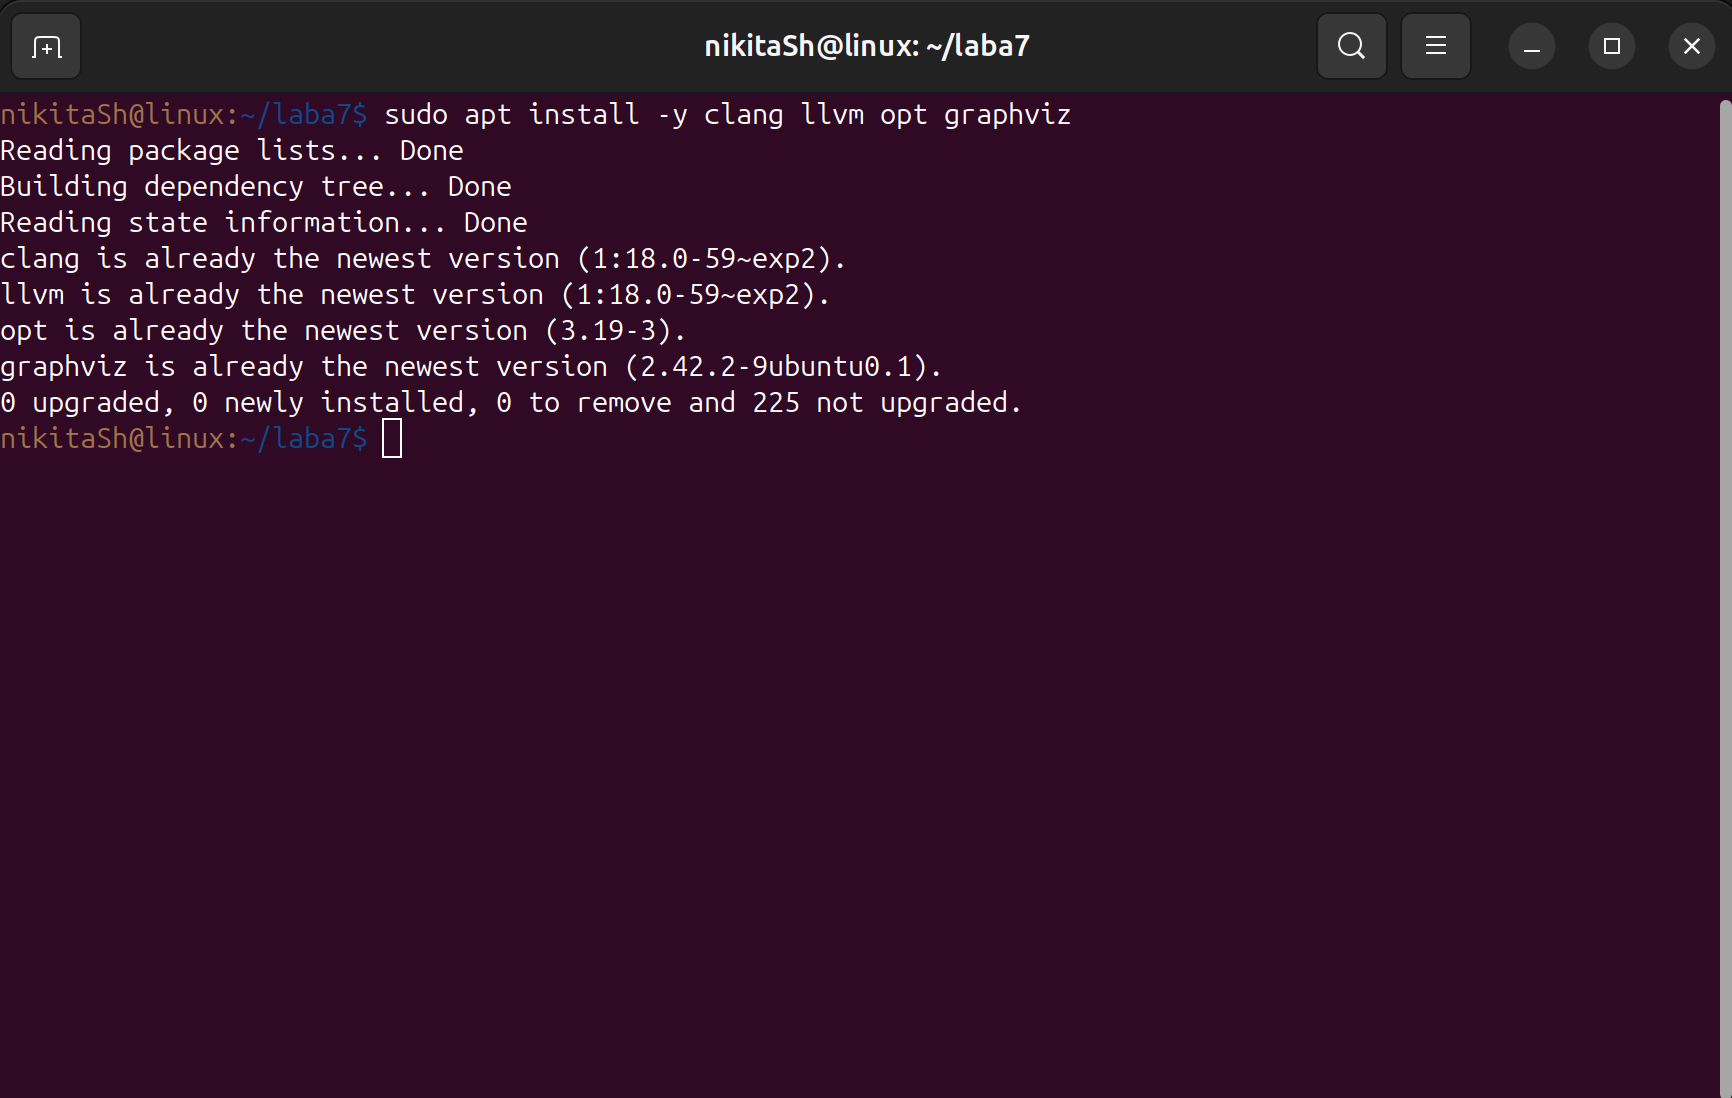 nikitaSh@linux: ~/laba7
nikitaSh@linux:~/laba7$ sudo apt install -y clang llvm opt graphviz
Reading package lists... Done
Building dependency tree... Done
Reading state information... Done
clang is already the newest version (1:18.0-59~exp2).
llvm is already the newest version (1:18.0-59~exp2).
opt is already the newest version (3.19-3).
graphviz is already the newest version (2.42.2-9ubuntu0.1).
0 upgraded, 0 newly installed, 0 to remove and 225 not upgraded.
nikitaSh@linux:~/laba7$